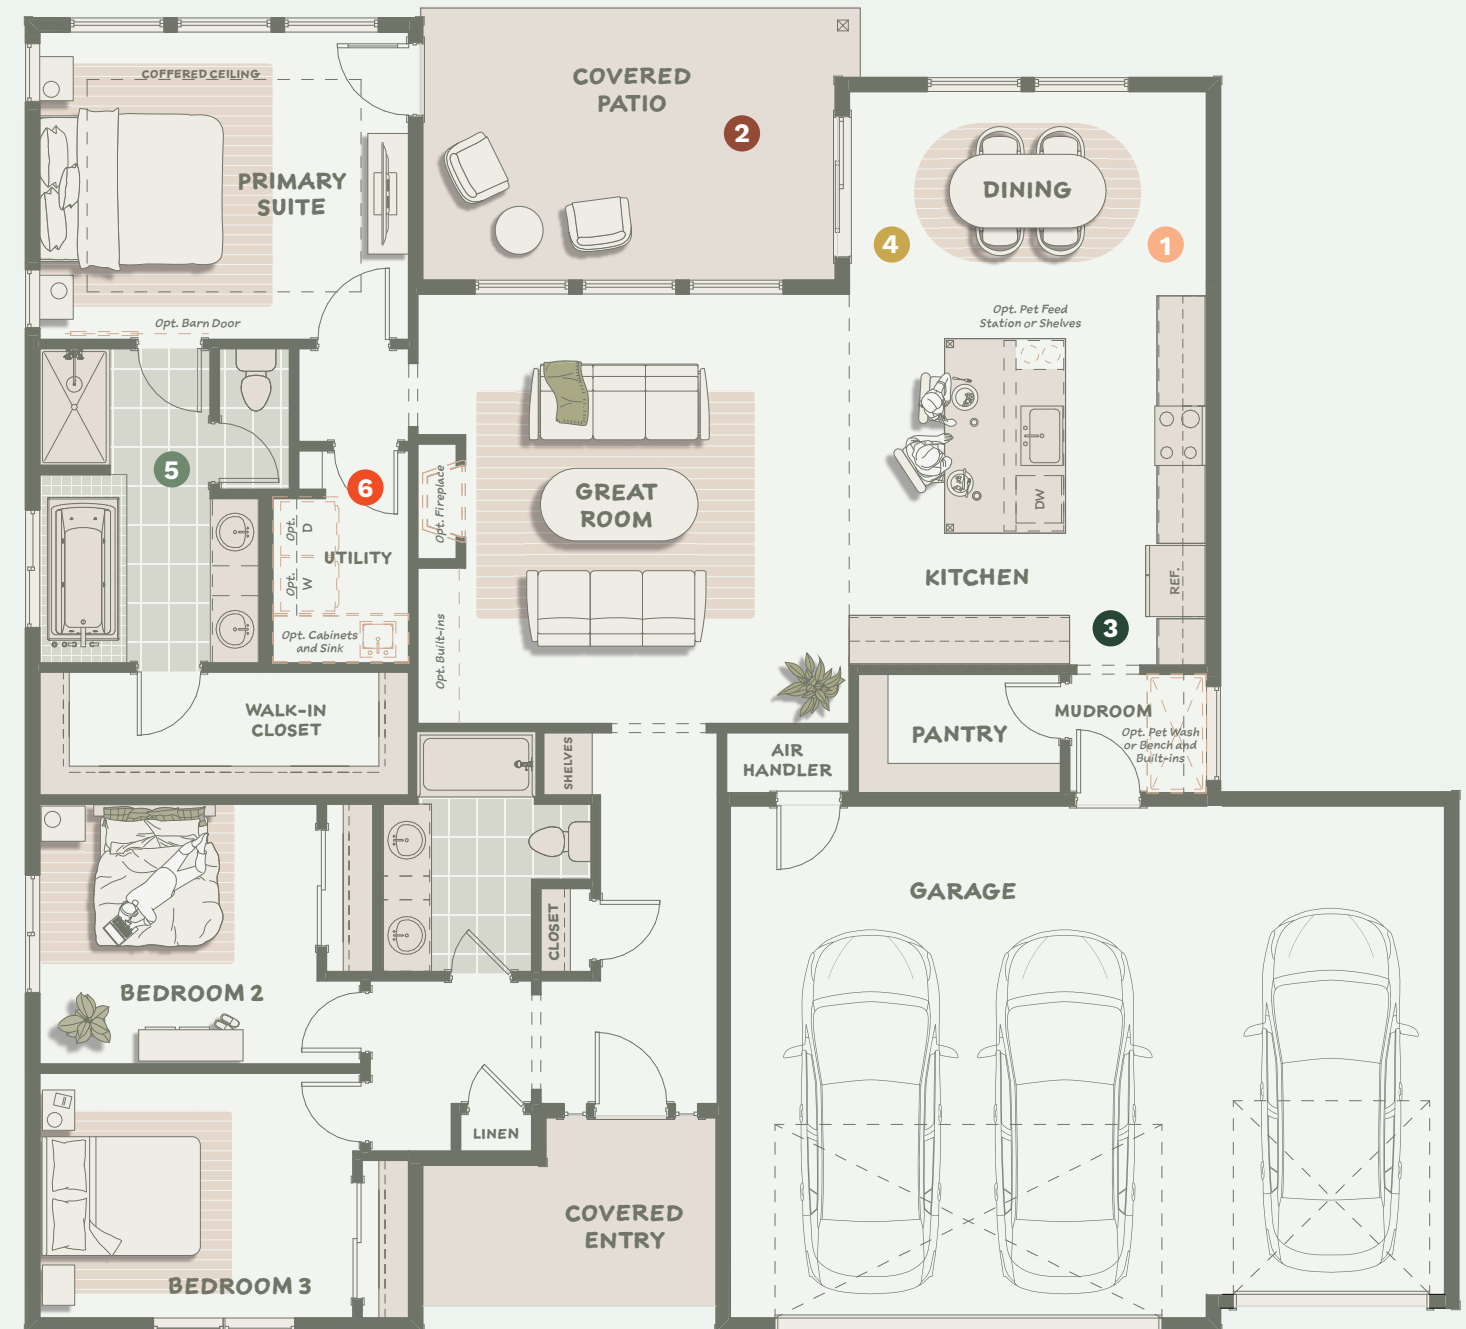 COFFERED CEILING
COVERED
PATIO
2
PRIMARY
SUITE
DINING
4
1
Opt. Barn Door
Opt. Pet Feed
Station or Shelves
5
6
Opt. Fireplace
GREAT
ROOM
DW
Opt.
D
UTILITY
Opt.
W
KITCHEN
REF.
3
Opt. Cabinets
and Sink
Opt. Built-ins
WALK-IN
CLOSET
PANTRY
MUDROOM
Opt. Pet Wash
or Bench and
Built-ins
SHELVES
AIR
HANDLER
GARAGE
CLOSET
BEDROOM 2
LINEN
COVERED
ENTRY
BEDROOM 3